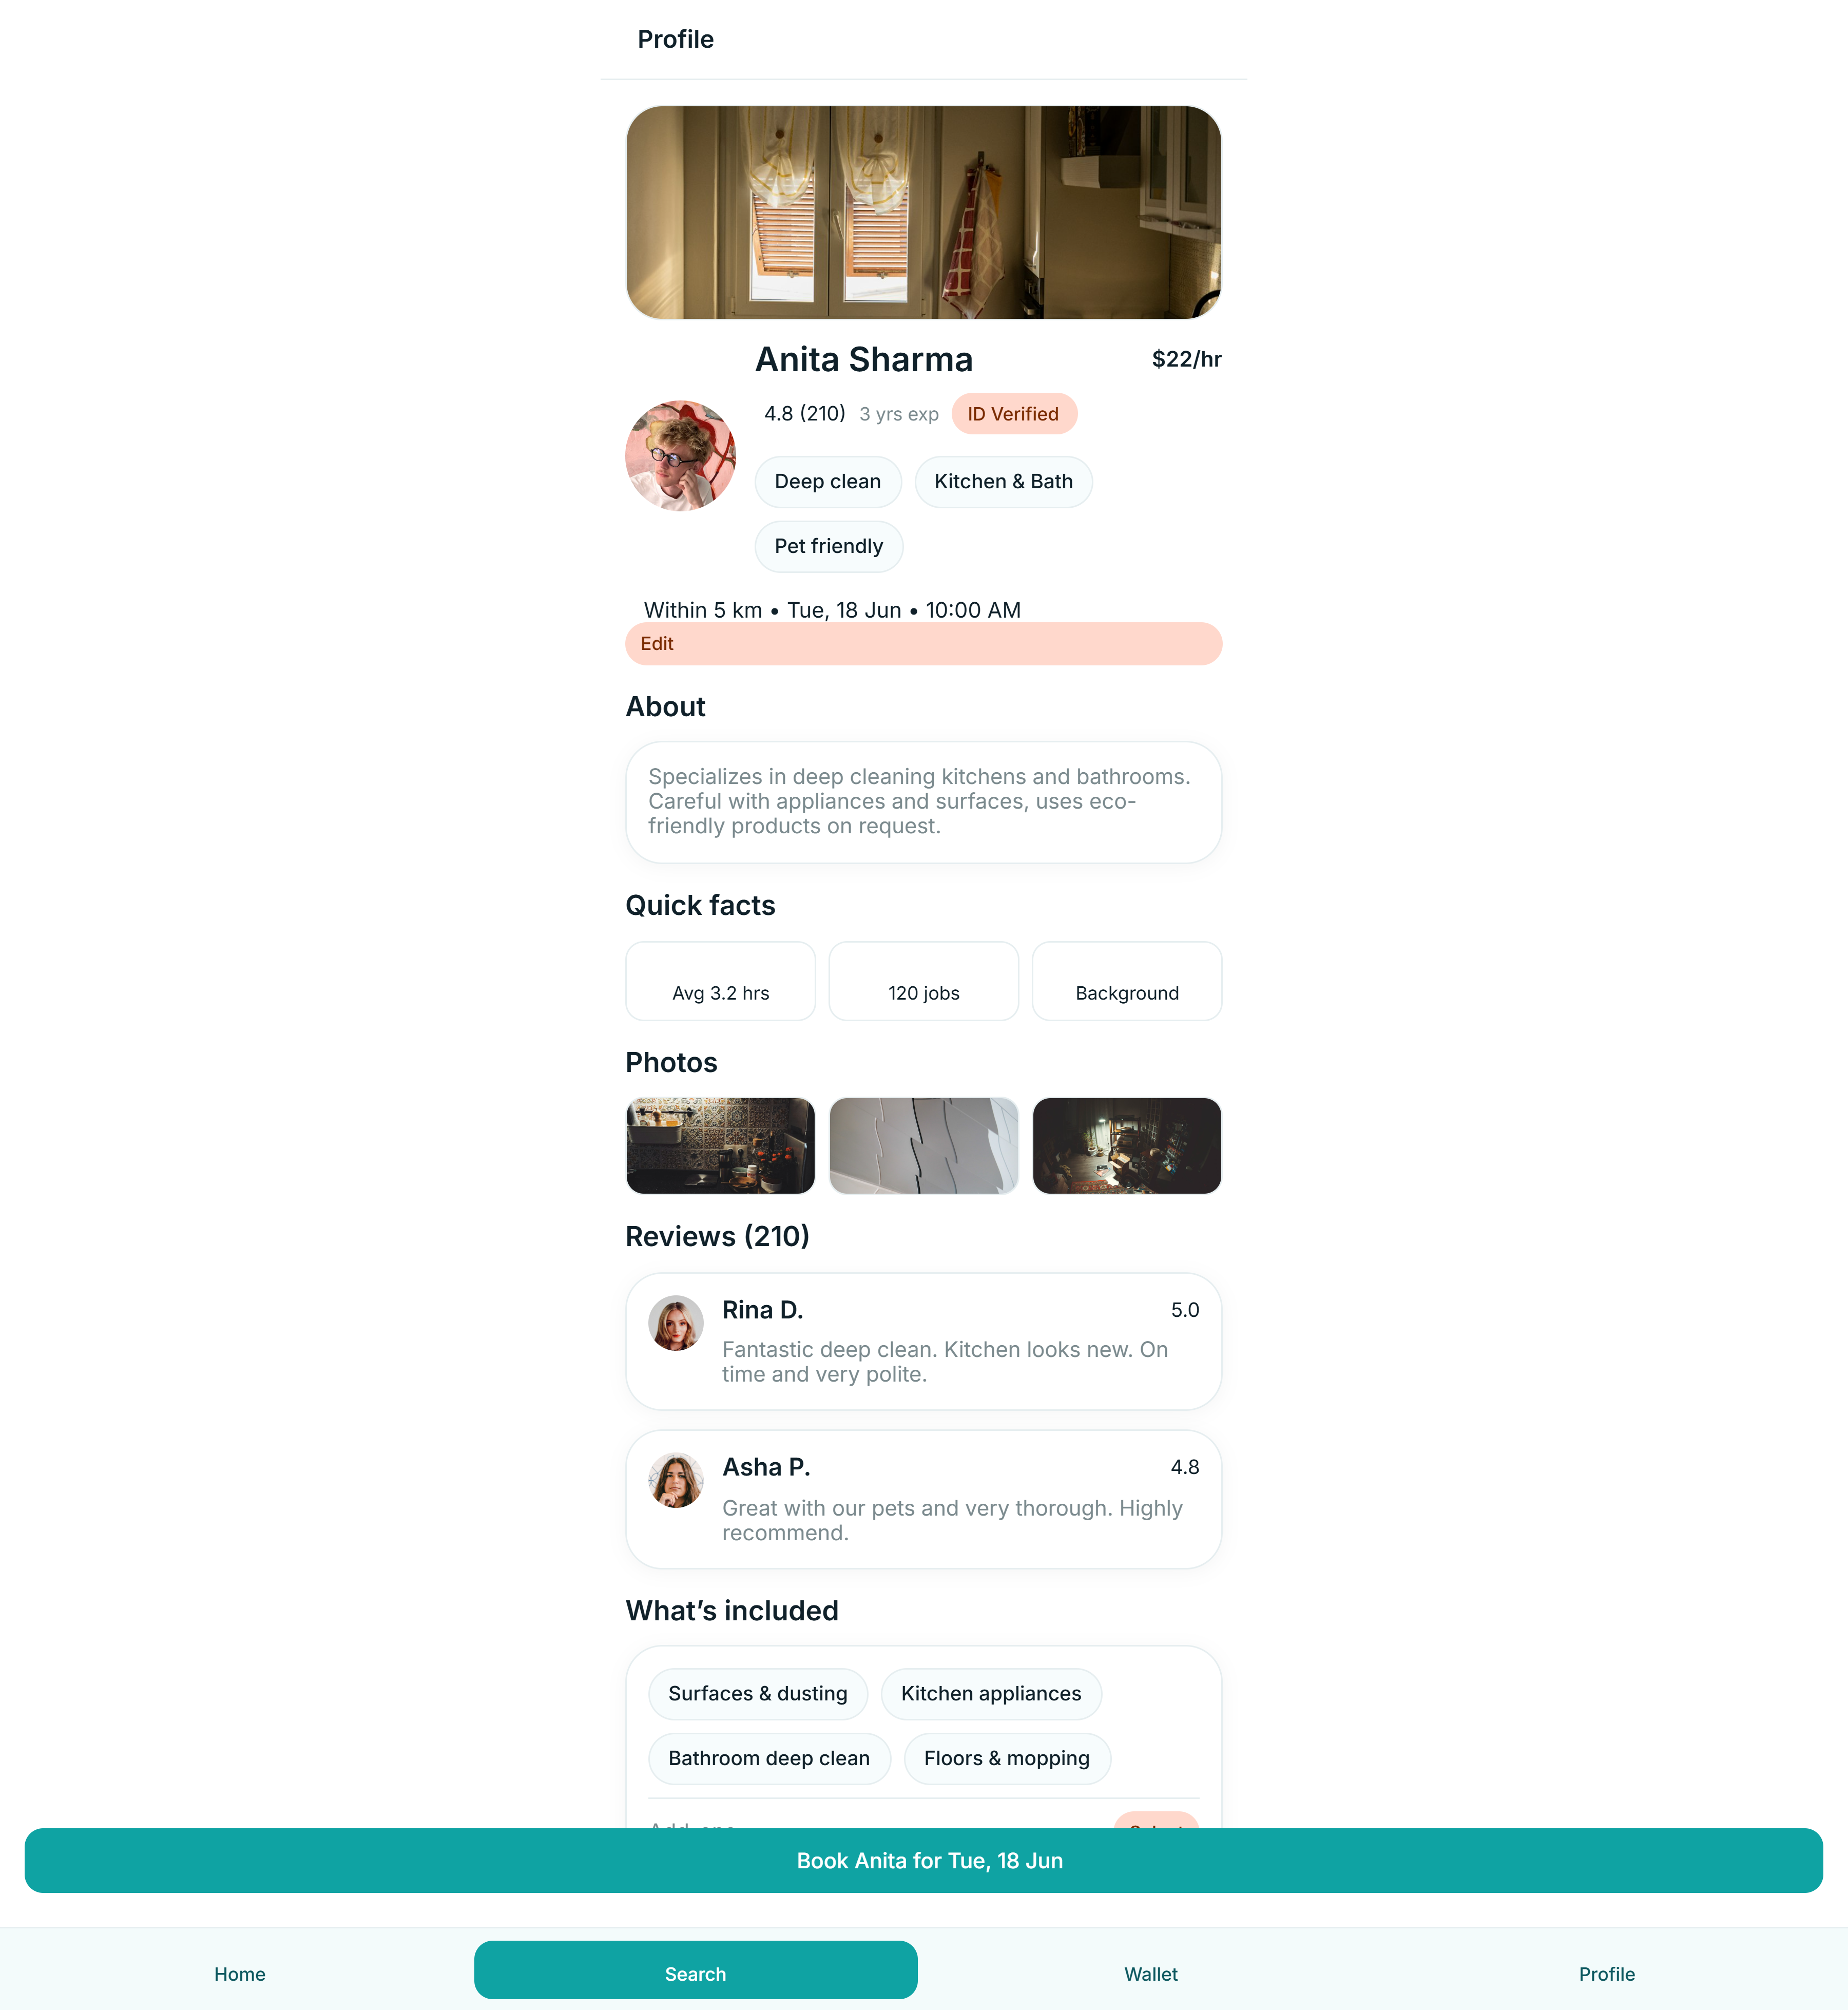 Profile
Anita Sharma
$22/hr
4.8 (210) 3 yrs exp ID Verified
Deep clean Kitchen & Bath
Pet friendly
Within 5 km • Tue, 18 Jun • 10:00 AM
Edit
About
Specializes in deep cleaning kitchens and bathrooms.
Careful with appliances and surfaces, uses eco-
friendly products on request.
Quick facts
Avg 3.2 hrs
120 jobs
Background
Photos
Reviews (210)
Rina D.
5.0
Fantastic deep clean. Kitchen looks new. On
time and very polite.
Asha P.
4.8
Great with our pets and very thorough. Highly
recommend.
What’s included
Surfaces & dusting Kitchen appliances
Bathroom deep clean Floors & mopping
Book Anita for Tue, 18 Jun
Home
Search
Wallet
Profile